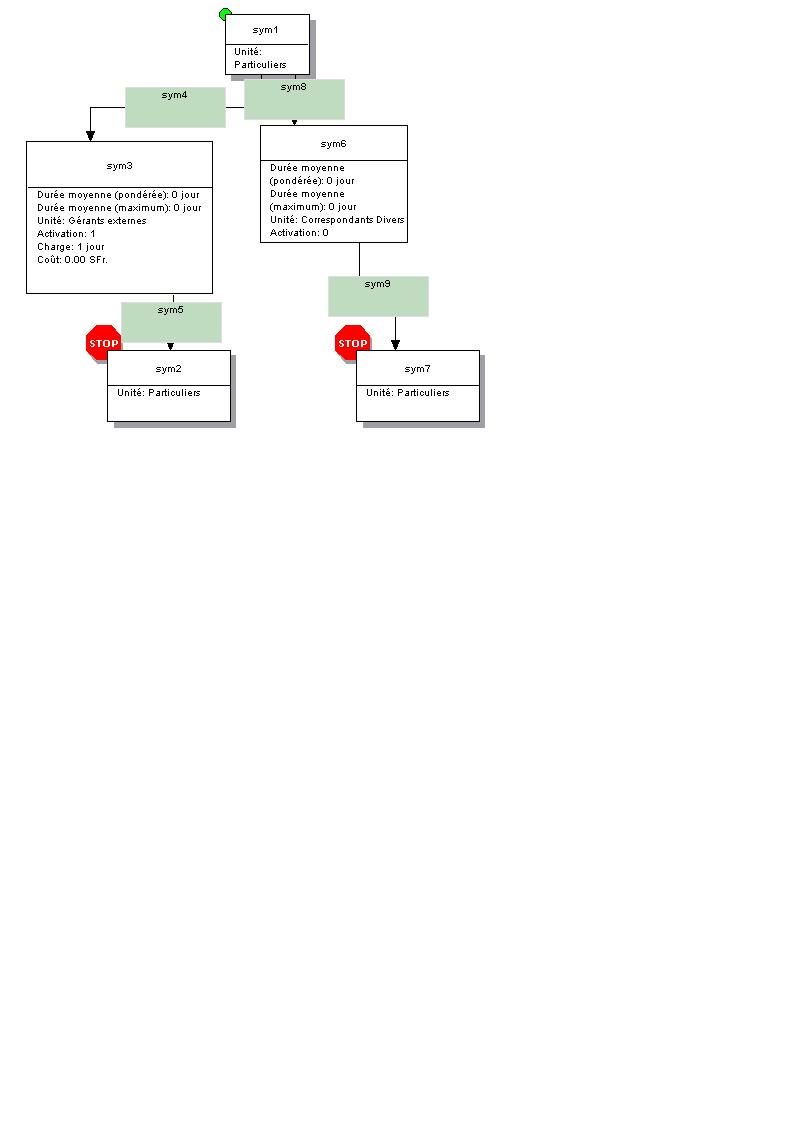 sym1
Unité:
Particuliers
sym4
sym8
sym3
Durée moyenne (pondérée): 0 jour
Durée moyenne (maximum): 0 jour
Unité: Gérants externes
Activation: 1
Charge: 1 jour
Coût: 0.00 SFr.
sym6
Durée moyenne
(pondérée): 0 jour
Durée moyenne
(maximum): 0 jour
Unité: Correspondants Divers
Activation: 0
sym5
sym9
STOP
sym2
Unité: Particuliers
STOP
sym7
Unité: Particuliers